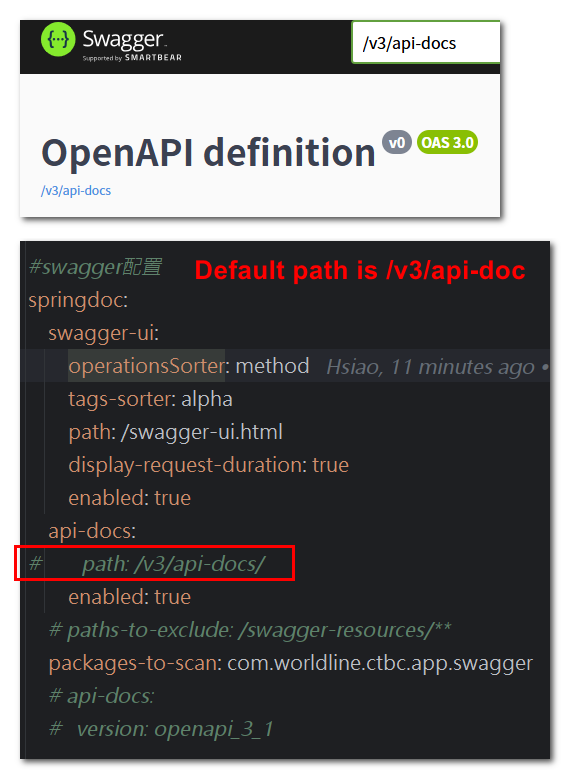 {···} Swagger.
Supported by SMARTBEAR
/v3/api-docs
OpenAPI definition v0 OAS 3.0
/v3/api-docs
#swagger配置 Default path is /v3/api-doc
springdoc:
swagger-ui:
operationsSorter: method Hsiao, 11 minutes ago •
tags-sorter: alpha
path: /swagger-ui.html
display-request-duration: true
enabled: true
api-docs:
# path: /v3/api-docs/
enabled: true
# paths-to-exclude: /swagger-resources/**
packages-to-scan: com.worldline.ctbc.app.swagger
# api-docs:
# version: openapi_3_1